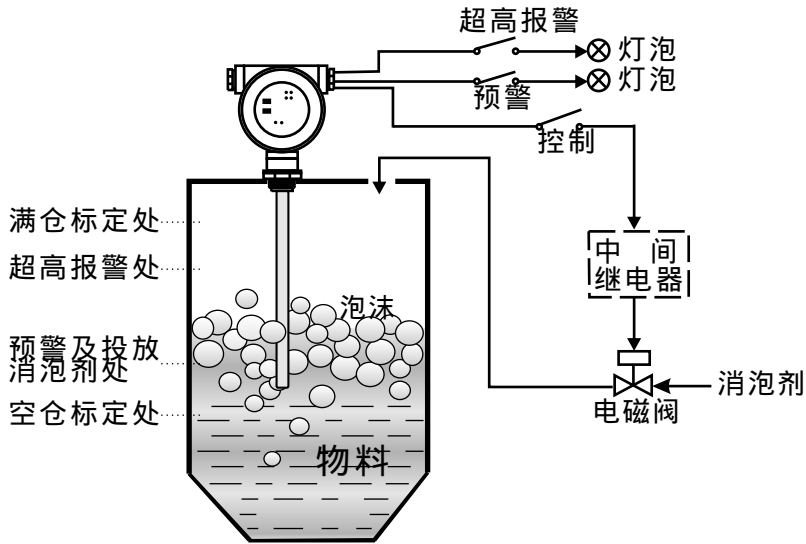 超高报警
灯泡
灯泡
预警
控制
满仓标定处
超高报警处
中 间
继电器
泡沫
预警及投放
消泡剂处
消泡剂
空仓标定处
电磁阀
物料